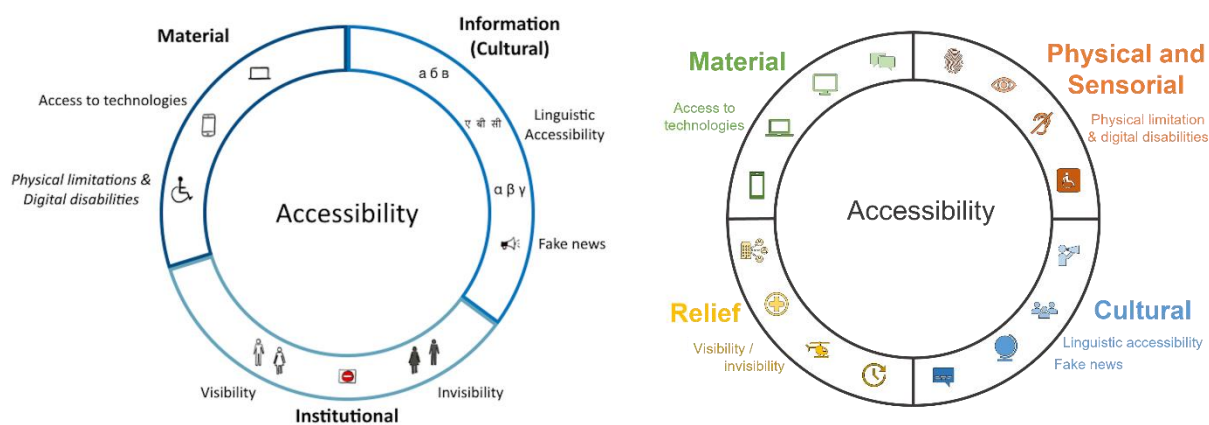 Material
Information
(Cultural)
а б в
Access to technologies
ए बी सी
Linguistic
Accessibility
Physical limitations &
Digital disabilities
α β γ
Accessibility
Fake news
Visibility
Invisibility
Institutional
Material
Access to
technologies
Physical and
Sensorial
Physical limitation
& digital disabilities
Accessibility
Relief
Visibility /
invisibility
Cultural
Linguistic accessibility
Fake news